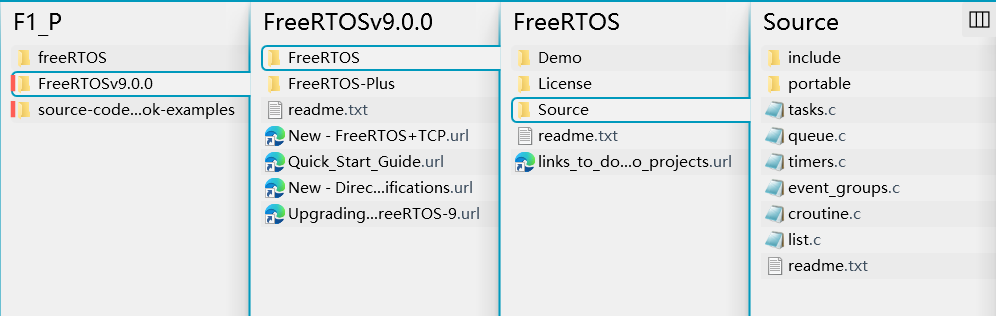 F1_P
freeRTOS
FreeRTOSv9.0.0
source-code...ok-examples
FreeRTOSv9.0.0
FreeRTOS
FreeRTOS-Plus
readme.txt
New - FreeRTOS+TCP.url
Quick_Start_Guide.url
New - Direc...ifications.url
Upgrading...reeRTOS-9.url
FreeRTOS
Demo
License
Source
readme.txt
links_to_do...o_projects.url
Source
include
portable
tasks.c
queue.c
timers.c
event_groups.c
croutine.c
list.c
readme.txt